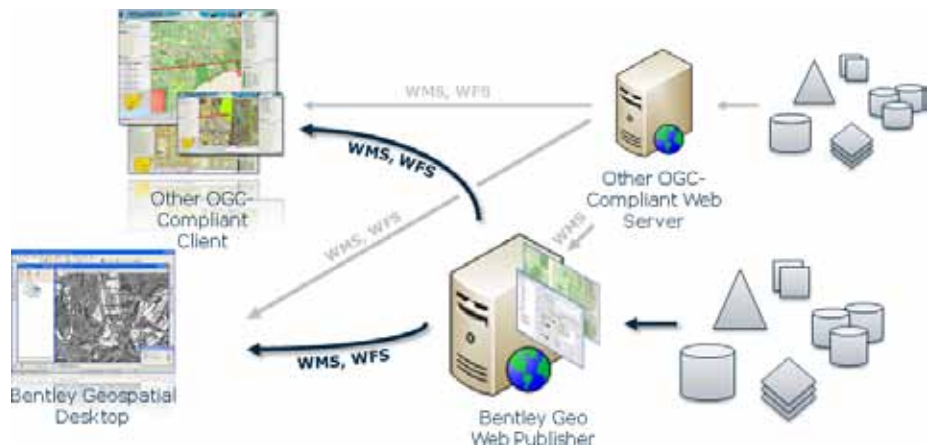 WMS, WFS
WMS, WFS
Other OGC-
Compliant
Client
Other OGC-
Compliant Web
Server
WMS
WMS, WFS
WMS, WFS
Bentley Geospatial
Desktop
Bentley Geo
Web Publisher